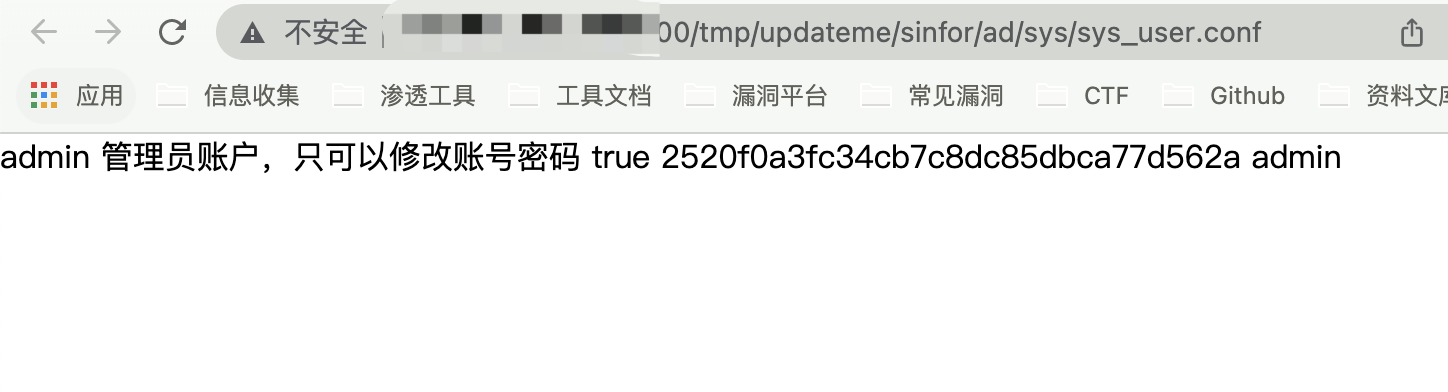 不安全 00/tmp/updateme/sinfor/ad/sys/sys_user.conf
应用 信息收集 渗透工具 工具文档 漏洞平台 常见漏洞 CTF Github 资料文库
admin 管理员账户，只可以修改账号密码 true 2520f0a3fc34cb7c8dc85dbca77d562a admin